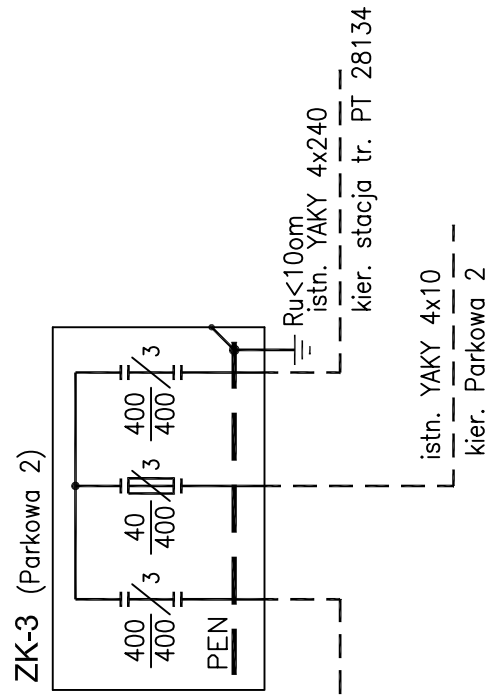 ZK-3 (Parkowa 2)
400
400
3
40
400
3
400
400
3
PEN
Ru<10om
istn. YAKY 4x240
kier. stacja tr. PT 28134
istn. YAKY 4x10
kier. Parkowa 2